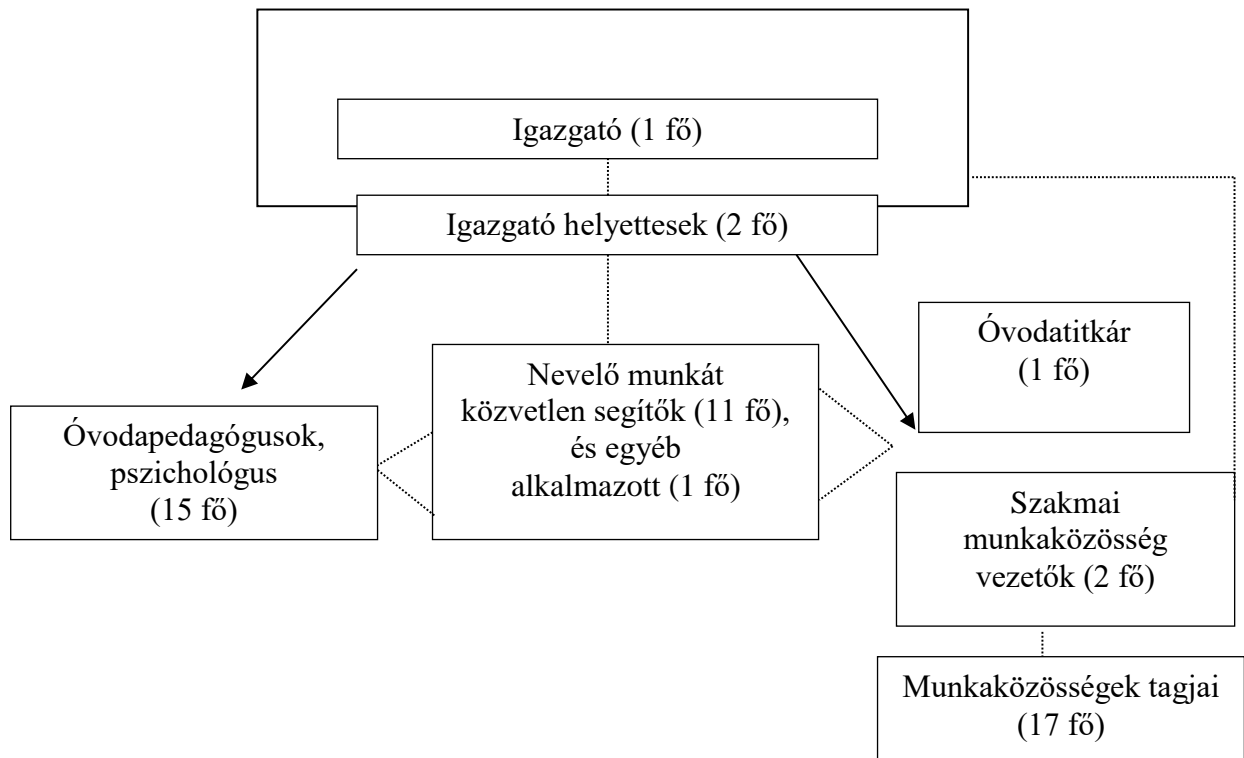 Igazgató (1 fő)
Igazgató helyettesek (2 fő)
Óvodatitkár
(1 fő)
Nevelő munkát
közvetlen segítők (11 fő),
és egyéb
alkalmazott (1 fő)
Óvodapedagógusok,
pszichológus
(15 fő)
Szakmai
munkaközösség
vezetők (2 fő)
Munkaközösségek tagjai
(17 fő)